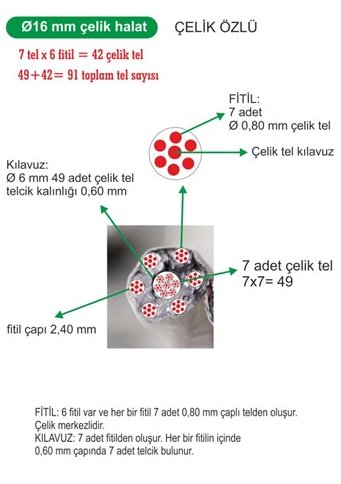 Ø16 mm çelik halat
ÇELİK ÖZLÜ
7 tel x 6 fitil = 42 çelik tel
49+42= 91 toplam tel sayısı
FİTİL:
7 adet
Ø 0,80 mm çelik tel
Çelik tel kılavuz
Kılavuz:
Ø 6 mm 49 adet çelik tel
telcik kalınlığı 0,60 mm
7 adet çelik tel
7x7= 49
fitil çapı 2,40 mm
FİTİL: 6 fitil var ve her bir fitil 7 adet 0,80 mm çaplı telden oluşur.
Çelik merkezlidir.
KILAVUZ: 7 adet fitilden oluşur. Her bir fitilin içinde
0,60 mm çapında 7 adet telcik bulunur.